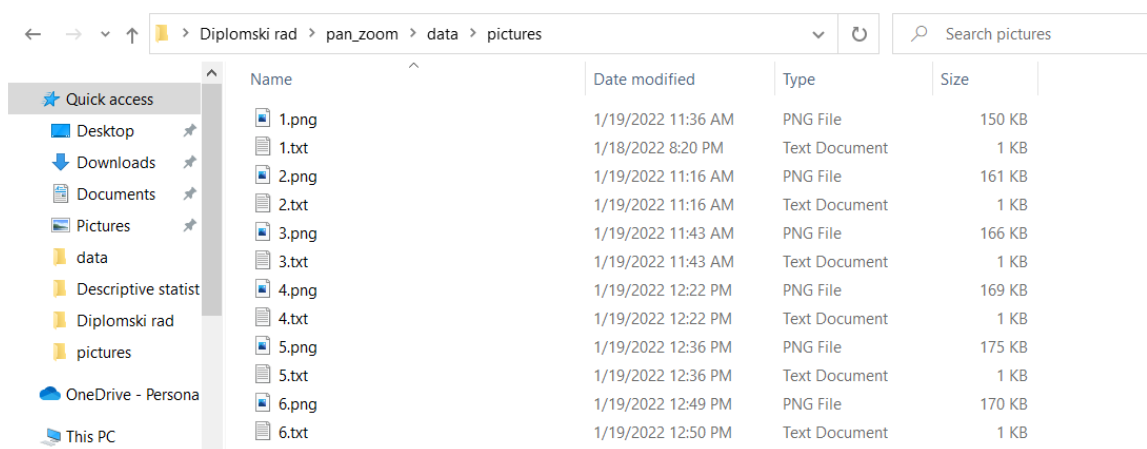 Diplomski rad > pan_zoom > data > pictures
Search pictures
Name Date modified Type Size
Quick access
Desktop
Downloads
Documents
Pictures
data
Descriptive statist
Diplomski rad
pictures
OneDrive - Persona
This PC
1.png 1/19/2022 11:36 AM PNG File 150 KB
1.txt 1/18/2022 8:20 PM Text Document 1 KB
2.png 1/19/2022 11:16 AM PNG File 161 KB
2.txt 1/19/2022 11:16 AM Text Document 1 KB
3.png 1/19/2022 11:43 AM PNG File 166 KB
3.txt 1/19/2022 11:43 AM Text Document 1 KB
4.png 1/19/2022 12:22 PM PNG File 169 KB
4.txt 1/19/2022 12:22 PM Text Document 1 KB
5.png 1/19/2022 12:36 PM PNG File 175 KB
5.txt 1/19/2022 12:36 PM Text Document 1 KB
6.png 1/19/2022 12:49 PM PNG File 170 KB
6.txt 1/19/2022 12:50 PM Text Document 1 KB